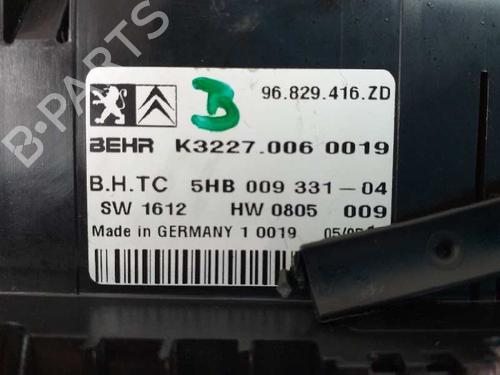 B
96.829.416.ZD
BEHR K3227.006 0019
B.H.TC 5HB 009 331-04
SW 1612 HW 0805 009
Made in GERMANY 1 0019
B-PARTS